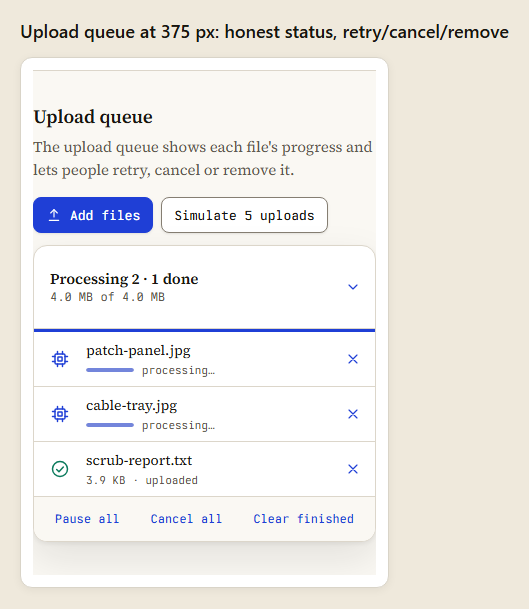 Upload queue at 375 px: honest status, retry/cancel/remove
Upload queue
The upload queue shows each file's progress and
lets people retry, cancel or remove it.
Add files
Simulate 5 uploads
Processing 2 · 1 done
4.0 MB of 4.0 MB
patch-panel.jpg
processing…
cable-tray.jpg
processing…
scrub-report.txt
3.9 KB · uploaded
Pause all
Cancel all
Clear finished